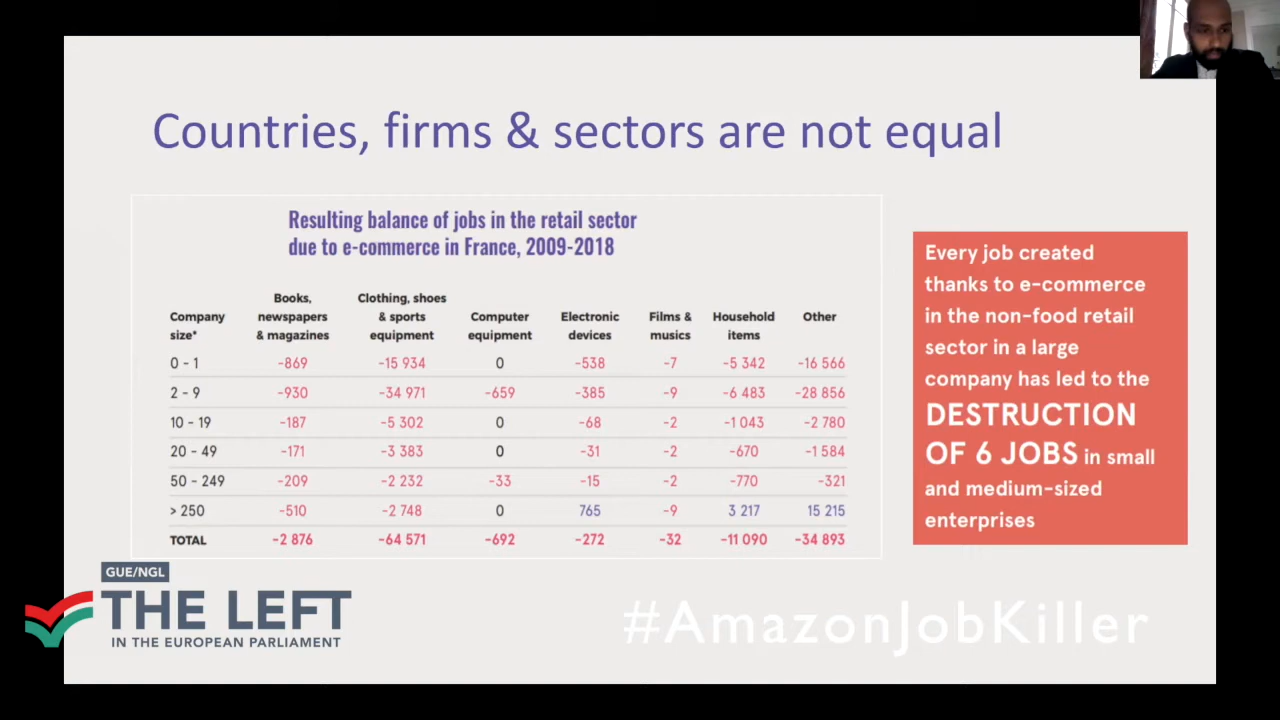 Countries, firms & sectors are not equal
Resulting balance of jobs in the retail sector
due to e-commerce in France, 2009-2018
Company size* Books, newspapers & magazines Clothing, shoes & sports equipment Computer equipment Electronic devices Films & musics Household items Other
0 - 1 -869 -15 934 0 -538 -7 -5 342 -16 566
2 - 9 -930 -34 971 -659 -385 -9 -6 483 -28 856
10 - 19 -187 -5 302 0 -68 -2 -1 043 -2 780
20 - 49 -171 -3 383 0 -31 -2 -670 -1 584
50 - 249 -209 -2 232 -33 -15 -2 -770 -321
> 250 -510 -2 748 0 765 -9 3 217 15 215
TOTAL -2 876 -64 571 -692 -272 -32 -11 090 -34 893
Every job created
thanks to e-commerce
in the non-food retail
sector in a large
company has led to the
DESTRUCTION
OF 6 JOBS in small
and medium-sized
enterprises
GUE/NGL
THE LEFT
IN THE EUROPEAN PARLIAMENT
#AmazonJobKiller